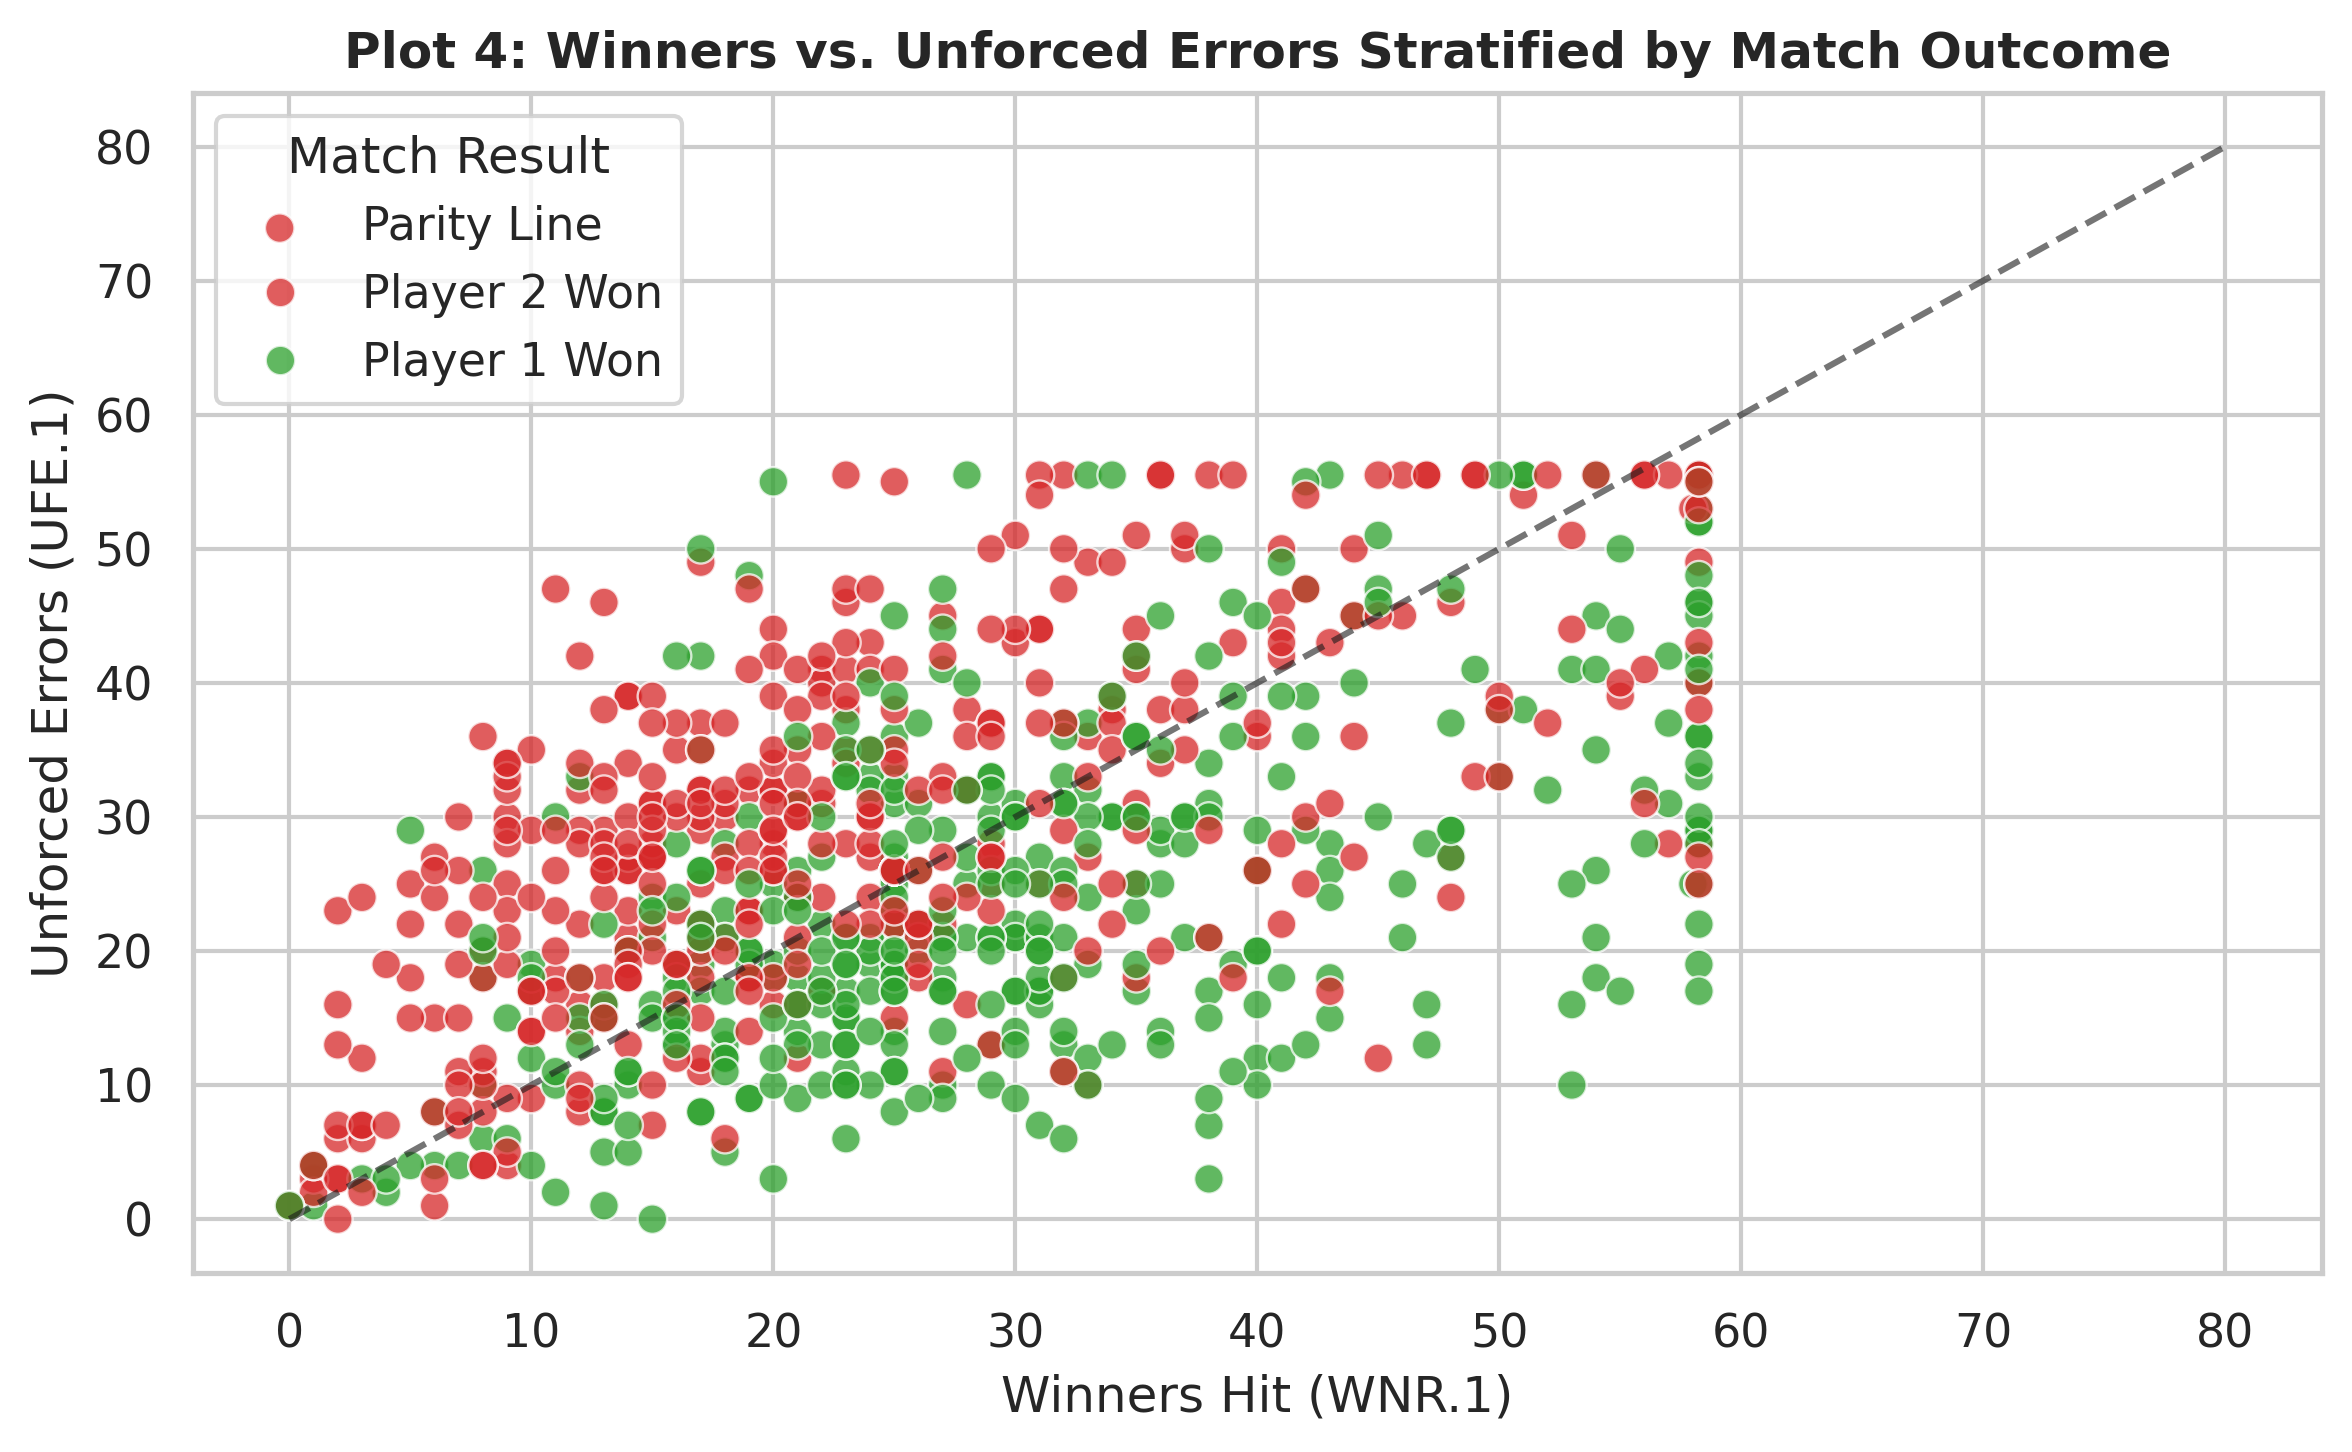 Plot 4: Winners vs. Unforced Errors Stratified by Match Outcome
Match Result
Parity Line
Player 2 Won
Player 1 Won
Unforced Errors (UFE.1)
80
70
60
50
40
30
20
10
0
0 10 20 30 40 50 60 70 80
Winners Hit (WNR.1)